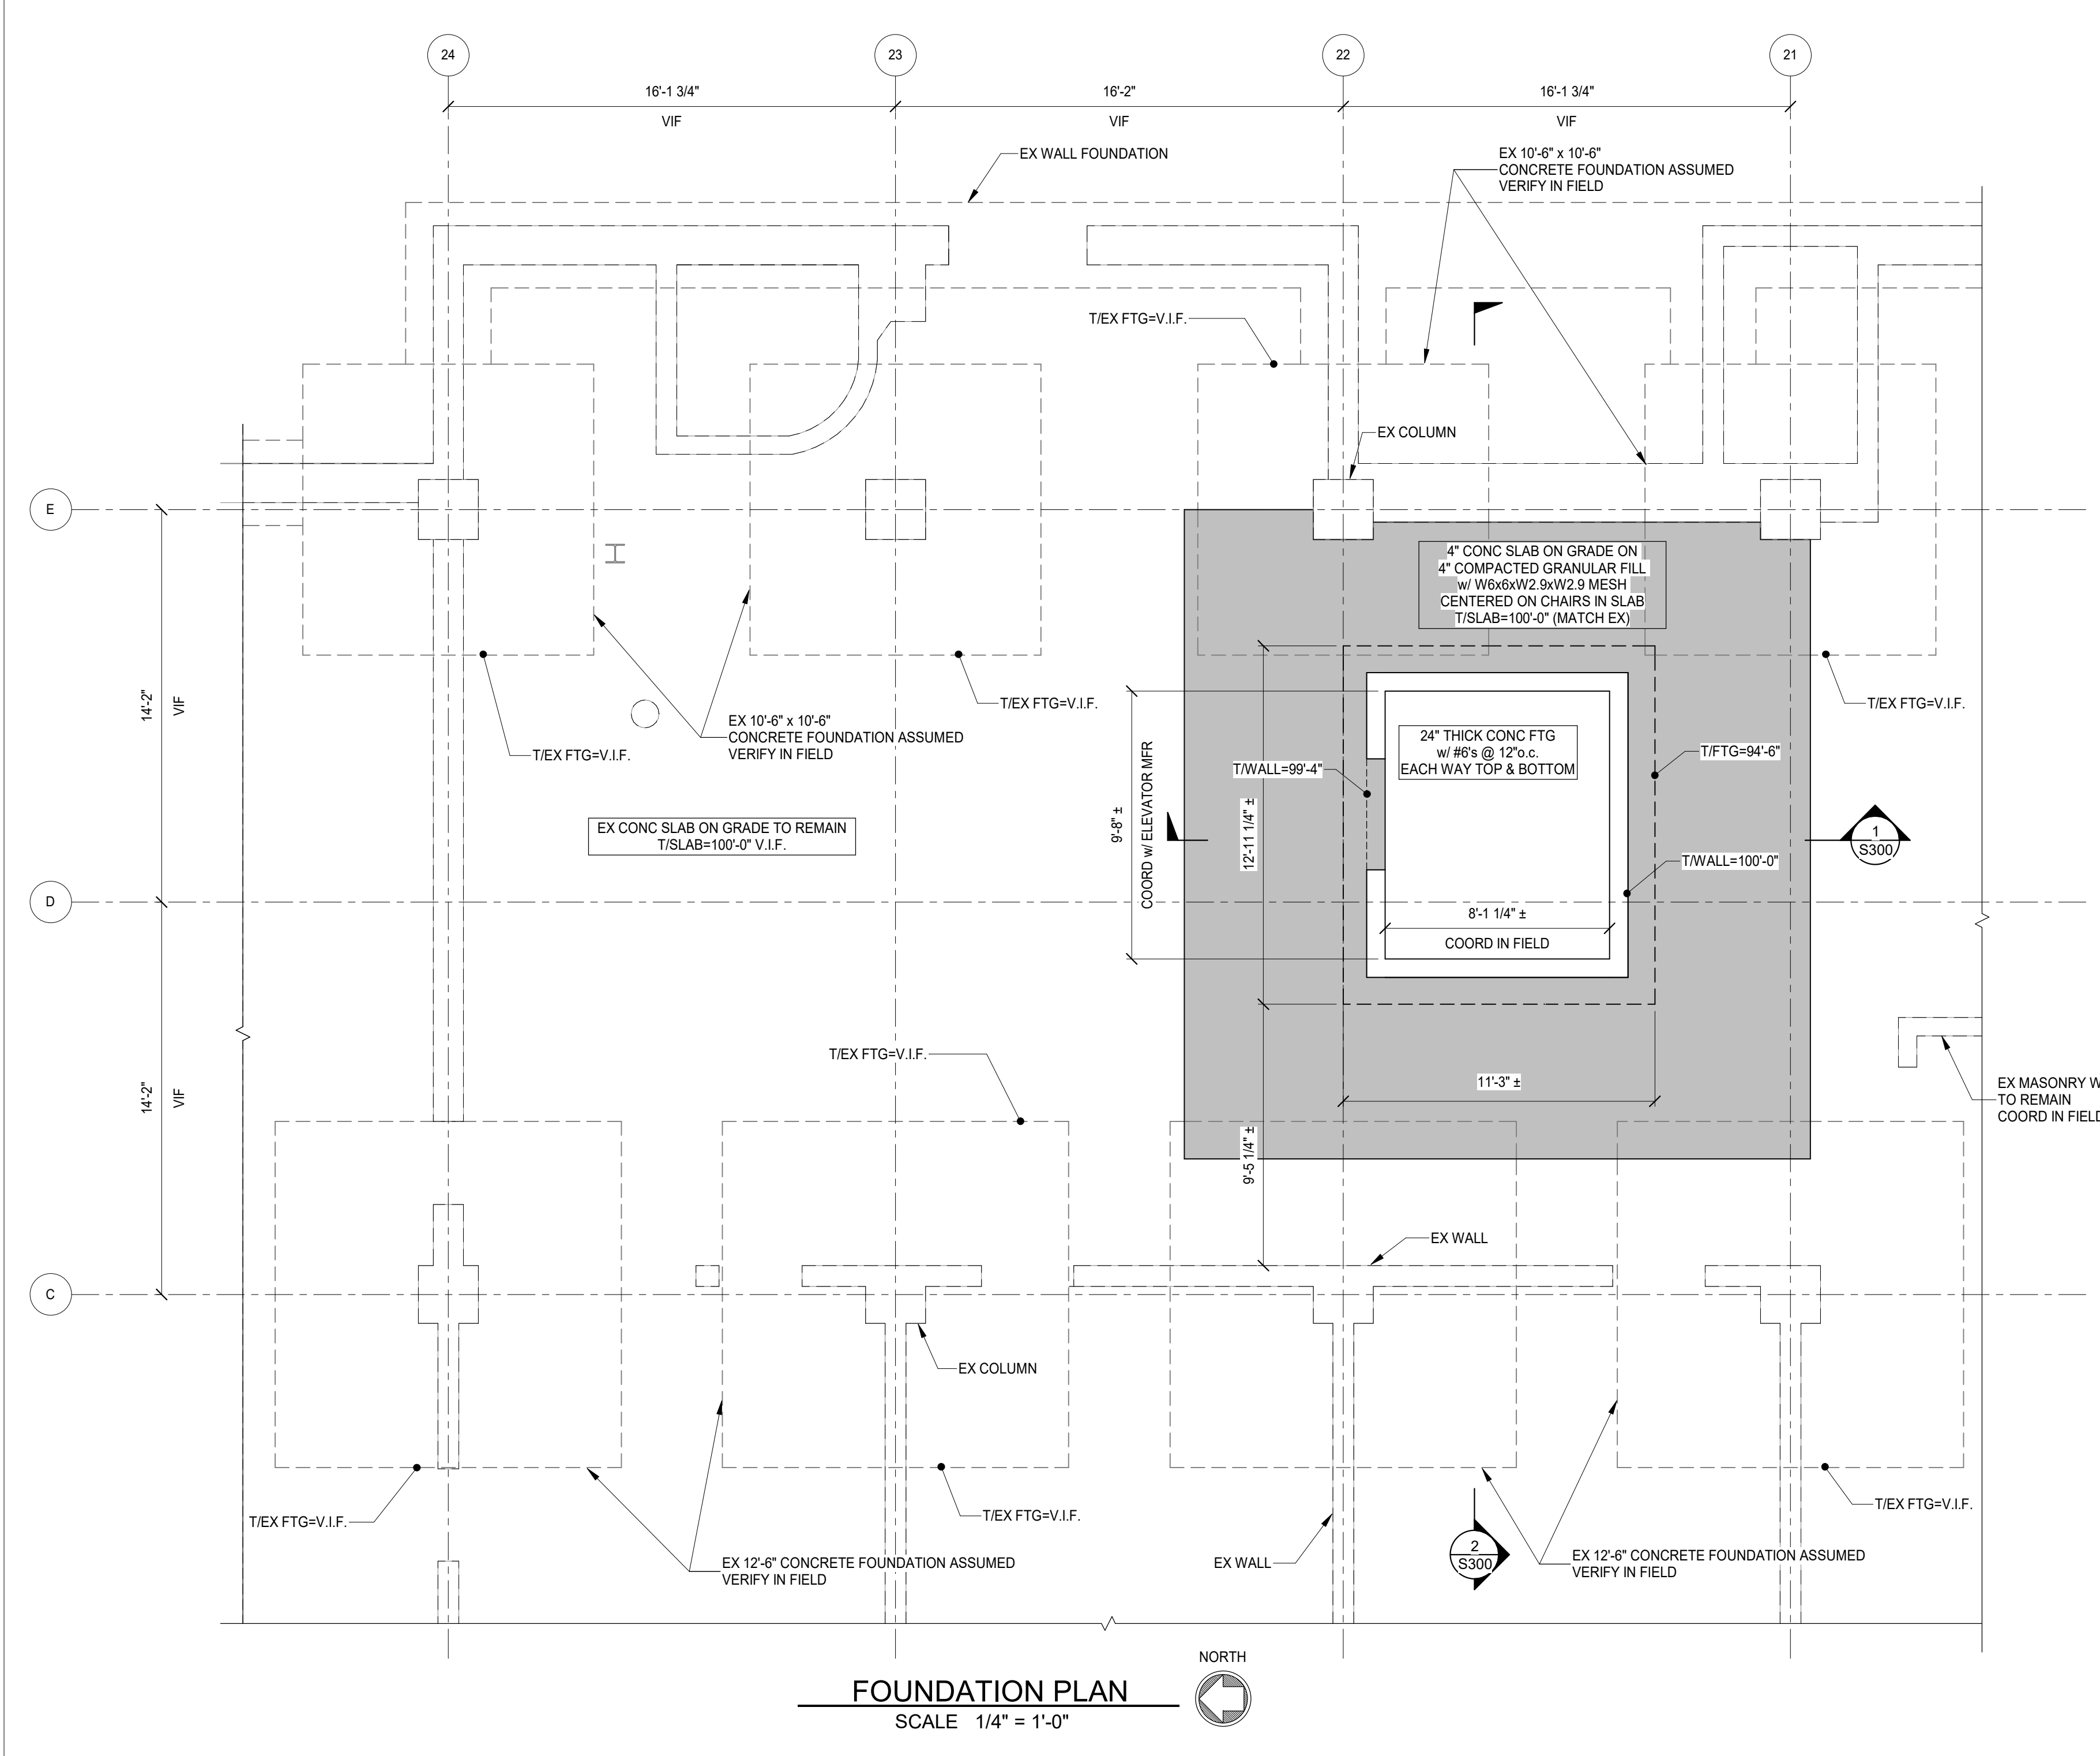 24
23
22
21
16'-1 3/4"
VIF
16'-2"
VIF
16'-1 3/4"
VIF
EX WALL FOUNDATION
EX 10'-6" x 10'-6"
CONCRETE FOUNDATION ASSUMED
VERIFY IN FIELD
T/EX FTG=V.I.F.
EX COLUMN
E
4" CONC SLAB ON GRADE ON
4" COMPACTED GRANULAR FILL
w/ W6x6xW2.9xW2.9 MESH
CENTERED ON CHAIRS IN SLAB
T/SLAB=100'-0" (MATCH EX)
14'-2"
VIF
T/EX FTG=V.I.F.
EX 10'-6" x 10'-6"
CONCRETE FOUNDATION ASSUMED
VERIFY IN FIELD
T/EX FTG=V.I.F.
T/EX FTG=V.I.F.
24" THICK CONC FTG
w/ #6's @ 12"o.c.
EACH WAY TOP & BOTTOM
T/FTG=94'-6"
T/WALL=99'-4"
9'-8" ±
COORD w/ ELEVATOR MFR
12'-11 1/4" ±
EX CONC SLAB ON GRADE TO REMAIN
T/SLAB=100'-0" V.I.F.
1
S300
T/WALL=100'-0"
D
8'-1 1/4" ±
COORD IN FIELD
14'-2"
VIF
T/EX FTG=V.I.F.
11'-3" ±
9'-5 1/4" ±
EX MASONRY W
TO REMAIN
COORD IN FIELD
EX WALL
C
EX COLUMN
T/EX FTG=V.I.F.
T/EX FTG=V.I.F.
T/EX FTG=V.I.F.
EX 12'-6" CONCRETE FOUNDATION ASSUMED
VERIFY IN FIELD
EX WALL
2
S300
EX 12'-6" CONCRETE FOUNDATION ASSUMED
VERIFY IN FIELD
NORTH
FOUNDATION PLAN
SCALE 1/4" = 1'-0"